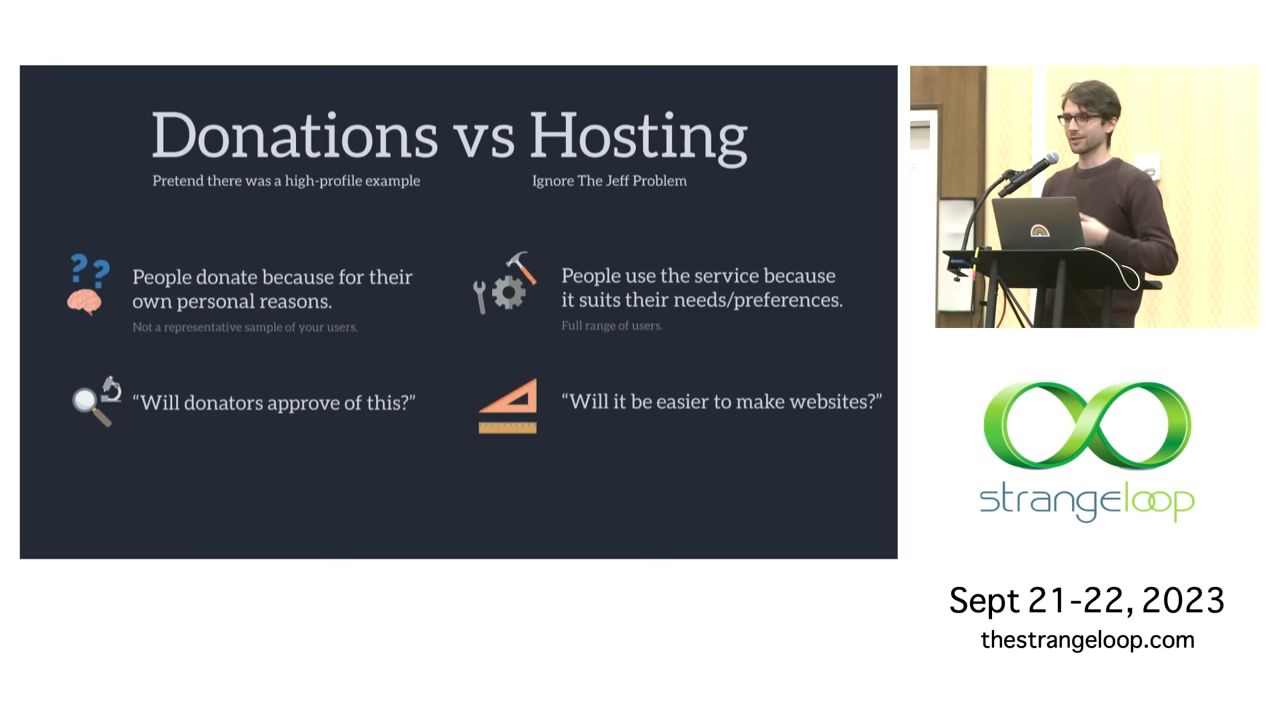 Donations vs Hosting
Pretend there was a high-profile example
Ignore The Jeff Problem
People donate because for their
own personal reasons.
Not a representative sample of your users.
People use the service because
it suits their needs/preferences.
Full range of users.
“Will donators approve of this?”
“Will it be easier to make websites?”
strangeloop
Sept 21-22, 2023
thestrangeloop.com